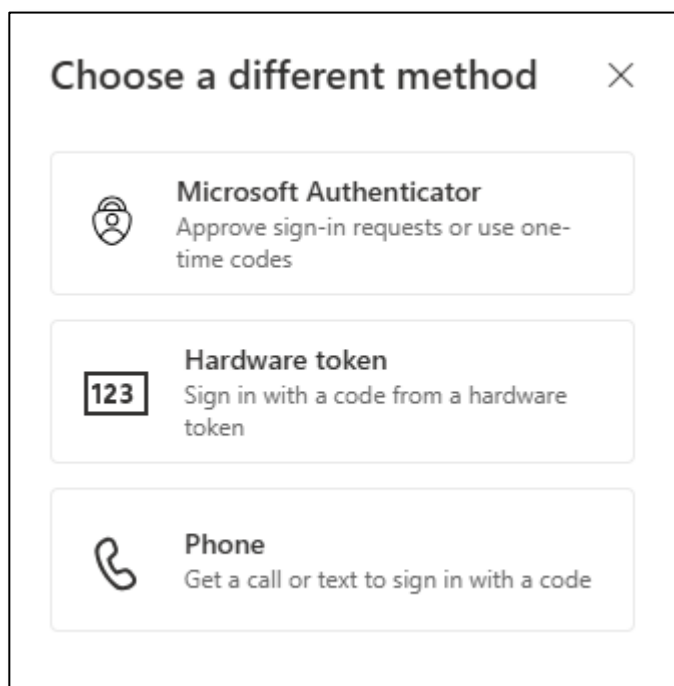 Choose a different method
Microsoft Authenticator
Approve sign-in requests or use one-
time codes
123
Hardware token
Sign in with a code from a hardware
token
Phone
Get a call or text to sign in with a code